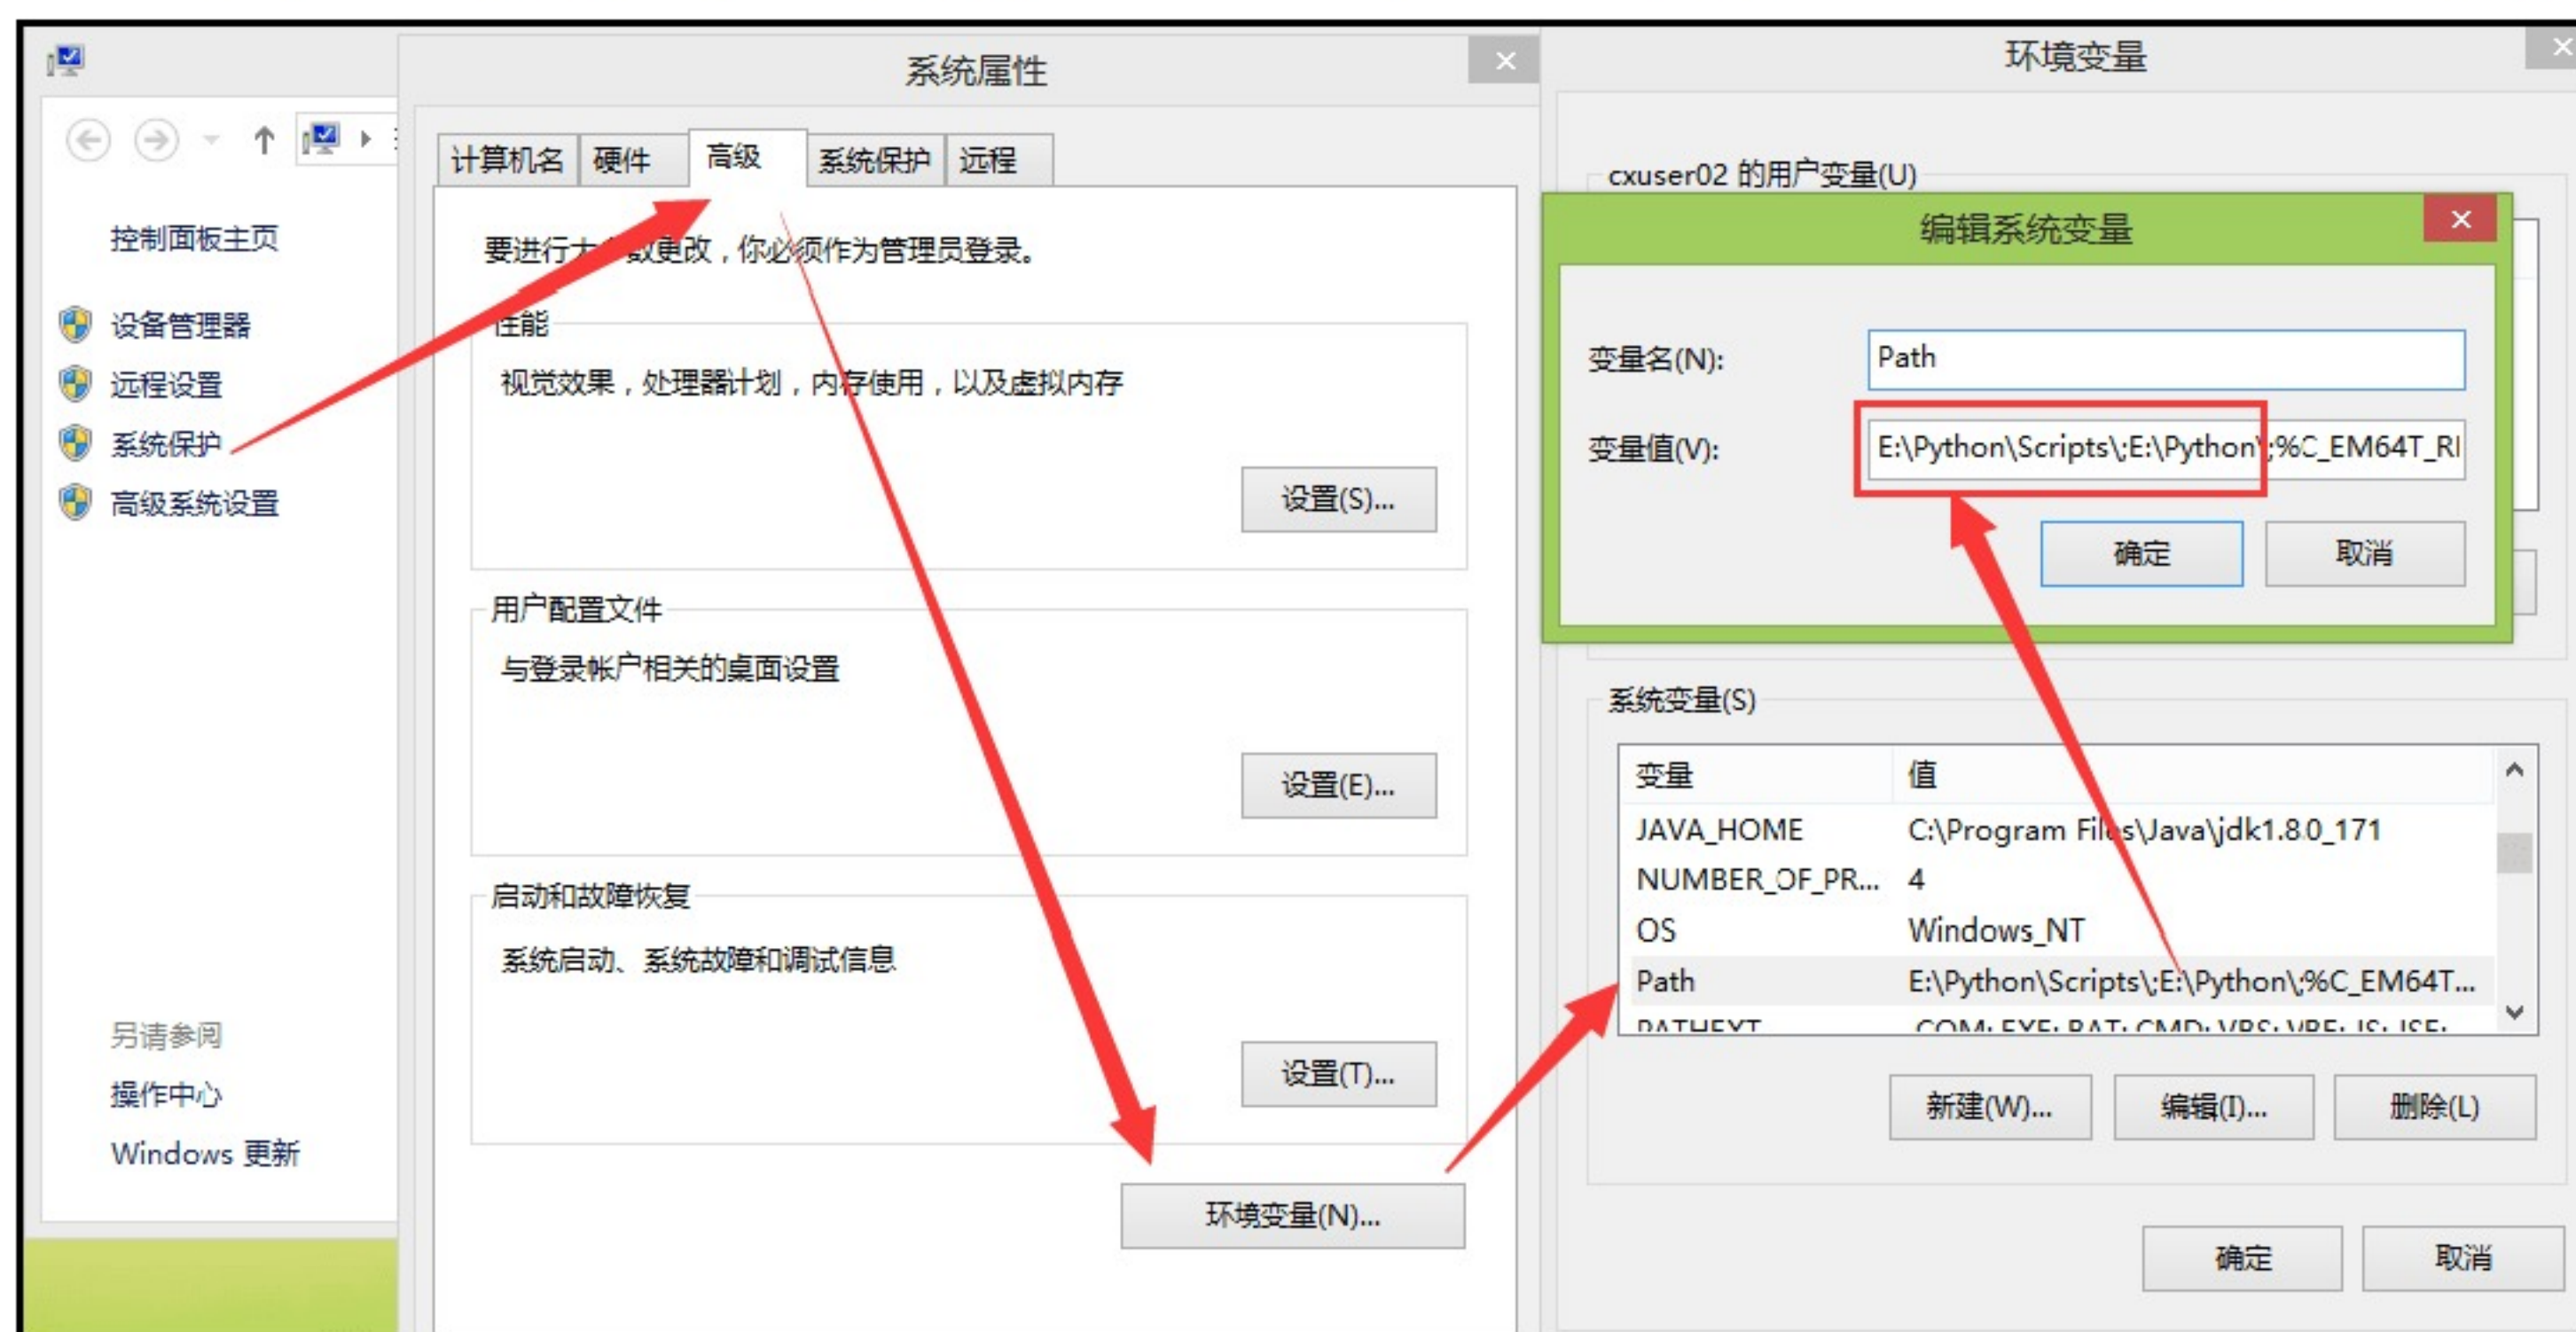 系统属性
环境变量
计算机名
硬件
高级
系统保护
远程
控制面板主页
设备管理器
远程设置
系统保护
高级系统设置
另请参阅
操作中心
Windows 更新
要进行大 数更改，你必须作为管理员登录。
性能
视觉效果，处理器计划，内存使用，以及虚拟内存
设置(S)...
用户配置文件
与登录帐户相关的桌面设置
设置(E)...
启动和故障恢复
系统启动、系统故障和调试信息
设置(T)...
环境变量(N)...
cxuser02 的用户变量(U)
编辑系统变量
变量名(N): Path
变量值(V): E:\Python\Scripts\;E:\Python\;%C_EM64T_RI
确定 取消
系统变量(S)
变量 值
JAVA_HOME C:\Program Files\Java\jdk1.8.0_171
NUMBER_OF_PR... 4
OS Windows_NT
Path E:\Python\Scripts\;E:\Python\;%C_EM64T...
PATHEXT .COM;.EXE;.BAT;.CMD;.VBS;.VBE;.JS;.JSE;
新建(W)... 编辑(I)... 删除(L)
确定 取消